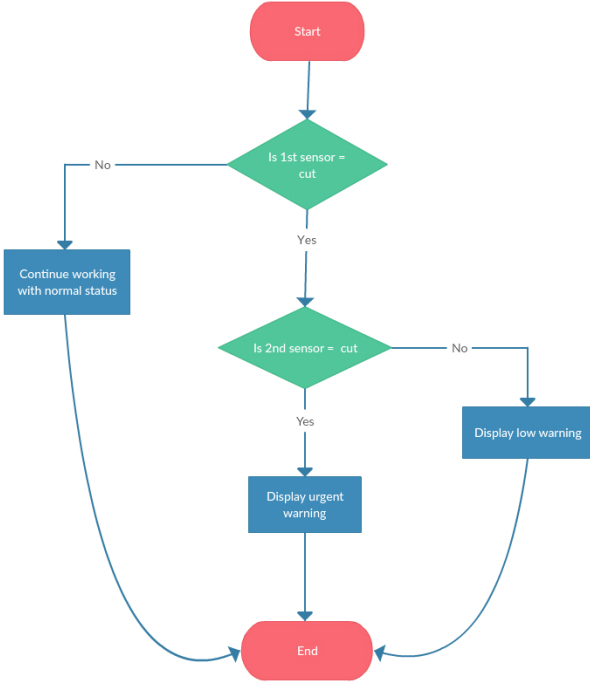 Start
Is 1st sensor =
cut
No
Yes
Continue working
with normal status
Is 2nd sensor = cut
No
Yes
Display low warning
Display urgent
warning
End